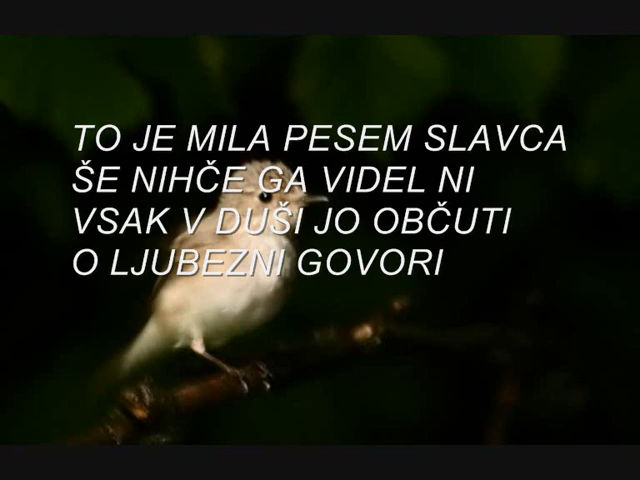 TO JE MILA PESEM SLAVCA
ŠE NIHČE GA VIDEL NI
VSAK V DUŠI JO OBČUTI
O LJUBEZNI GOVORI